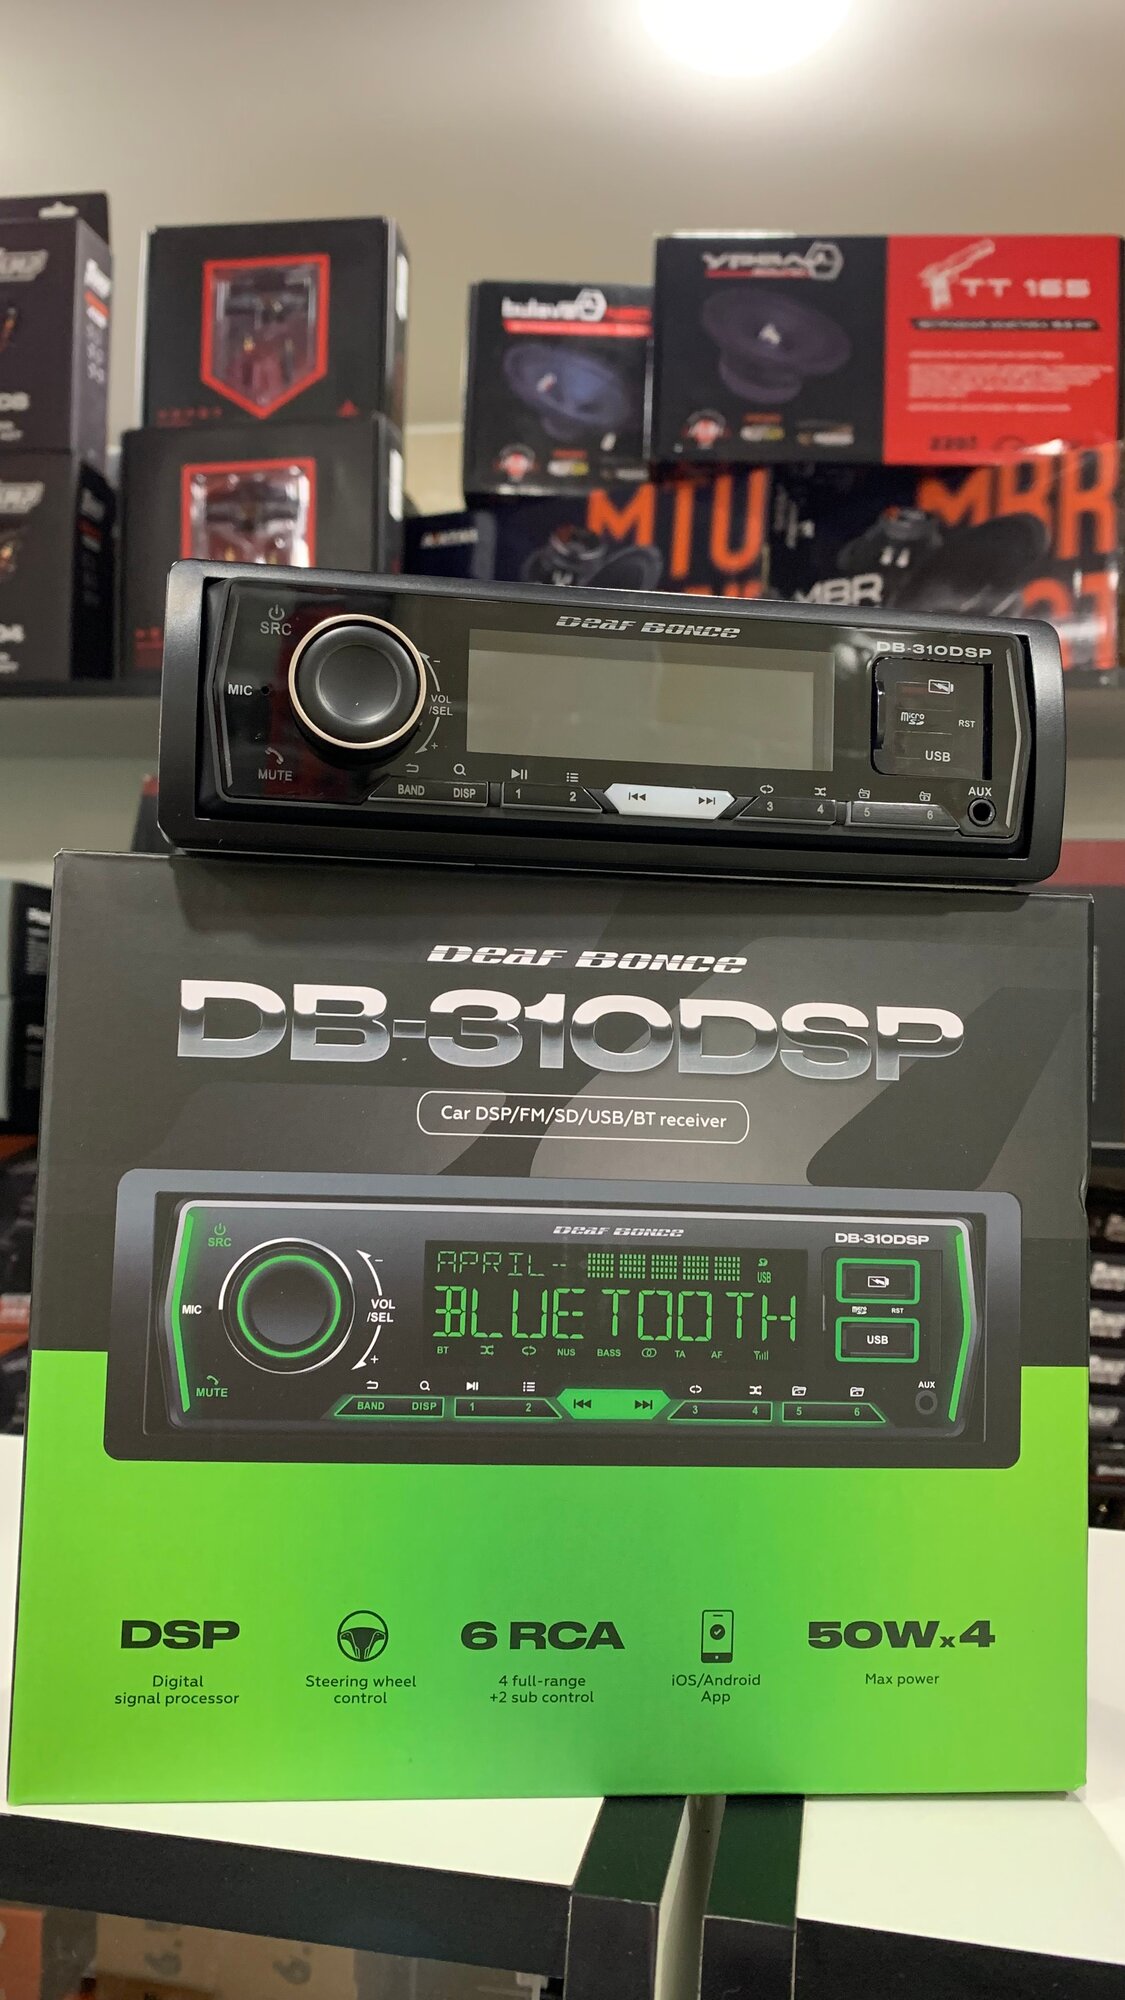 bulava
УРАЛ
TT 165
MTU
MBR
MBR
Deaf Bonce
DB-310DSP
SRC
MIC
VOL
/SEL
MUTE
BAND
DISP
1
2
3
4
5
6
micro
SD
RST
USB
AUX
Deaf Bonce
DB-310DSP
Car DSP/FM/SD/USB/BT receiver
Deaf Bonce
DB-310DSP
SRC
MIC
VOL
/SEL
MUTE
APRIL--
USB
BLUETOOTH
BT
NUS
BASS
TA
AF
micro
SD
RST
USB
AUX
BAND
DISP
1
2
3
4
5
6
DSP
Digital
signal processor
Steering wheel
control
6 RCA
4 full-range
+2 sub control
iOS/Android
App
50Wx4
Max power